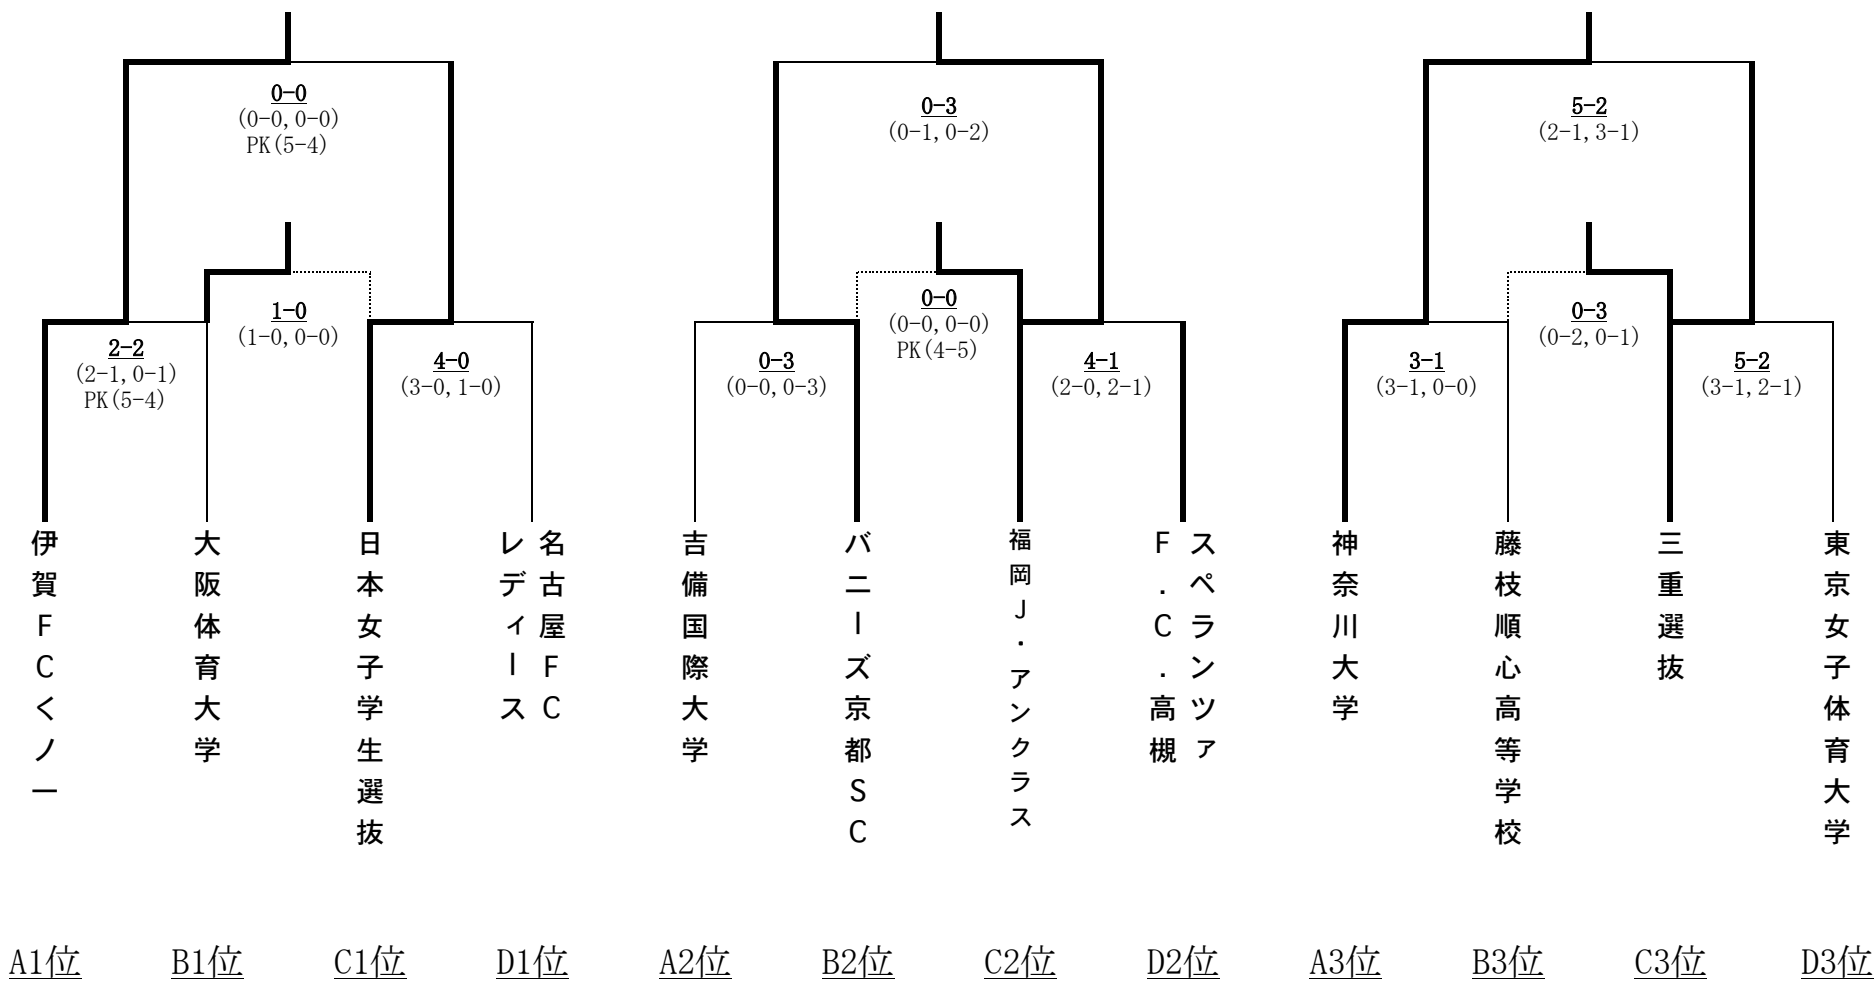 0-0
(0-0,0-0)
PK(5-4)
0-3
(0-1,0-2)
5-2
(2-1,3-1)
1-0
(1-0,0-0)
0-0
(0-0,0-0)
PK(4-5)
0-3
(0-2,0-1)
2-2
(2-1,0-1)
PK(5-4)
4-0
(3-0,1-0)
0-3
(0-0,0-3)
4-1
(2-0,2-1)
3-1
(3-1,0-0)
5-2
(3-1,2-1)
伊賀FCくノ一
大阪体育大学
日本女子学生選抜
名古屋FC
レディース
吉備国際大学
バニーズ京都SC
福岡J・アンクラス
スペランツァ
F.C.高槻
神奈川大学
藤枝順心高等学校
三重選抜
東京女子体育大学
A1位
B1位
C1位
D1位
A2位
B2位
C2位
D2位
A3位
B3位
C3位
D3位